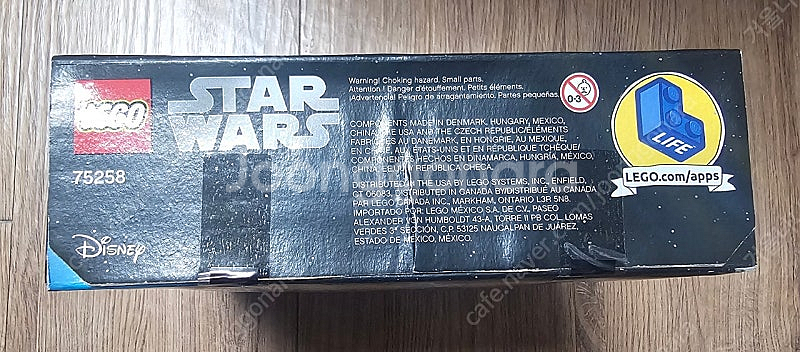 LEGO
STAR
WARS
75258
Disney
Warning! Choking hazard. Small parts.
Attention ! Danger d'étouffement. Petits éléments.
¡Advertencia! Peligro de atragantamiento. Partes pequeñas.
0-3
COMPONENTS MADE IN DENMARK, HUNGARY, MEXICO,
CHINA, THE USA AND THE CZECH REPUBLIC/ÉLÉMENTS
FABRIQUÉS AU DANEMARK, EN HONGRIE, AU MEXIQUE,
EN CHINE, AUX ÉTATS-UNIS ET EN RÉPUBLIQUE TCHÈQUE/
COMPONENTES HECHOS EN DINAMARCA, HUNGRÍA, MÉXICO,
CHINA, EE.UU. Y REPÚBLICA CHECA.
DISTRIBUTED IN THE USA BY LEGO SYSTEMS, INC., ENFIELD,
CT 06083. DISTRIBUTED IN CANADA BY/DISTRIBUÉ AU CANADA
PAR LEGO CANADA INC., MARKHAM, ONTARIO L3R 5N8.
IMPORTADO POR: LEGO MÉXICO S.A. DE C.V. PASEO
ALEXANDER VON HUMBOLDT 43-A, TORRE 11 PB COL. LOMAS
VERDES 3ª SECCIÓN, C.P. 53125 NAUCALPAN DE JUÁREZ,
ESTADO DE MÉXICO, MÉXICO.
LIFE
LEGO.com/apps